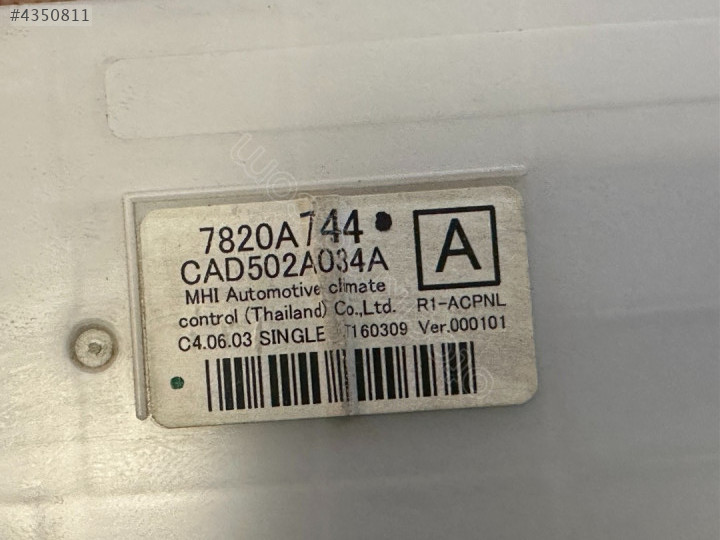 #4350811
7820A744
CAD502A034A
A
MHI Automotive climate
control (Thailand) Co.,Ltd.
R1-ACPNL
C4.06.03 SINGLE T160309 Ver.000101